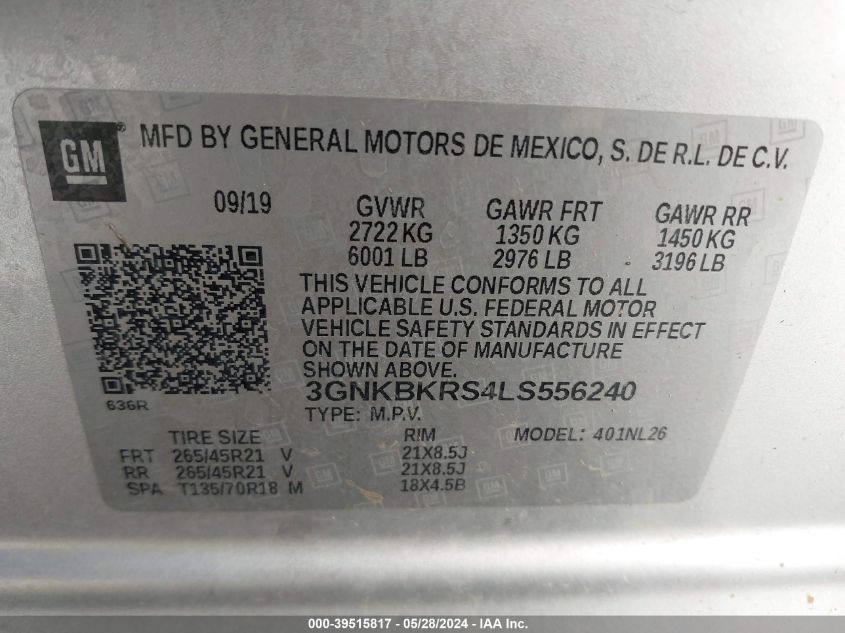 GM
MFD BY GENERAL MOTORS DE MEXICO, S. DE R.L. DE C.V.
09/19 GVWR GAWR FRT GAWR RR
2722 KG 1350 KG 1450 KG
6001 LB 2976 LB 3196 LB
THIS VEHICLE CONFORMS TO ALL
APPLICABLE U.S. FEDERAL MOTOR
VEHICLE SAFETY STANDARDS IN EFFECT
ON THE DATE OF MANUFACTURE
SHOWN ABOVE.
3GNKBKRS4LS556240
636R
TYPE: M.P.V.
TIRE SIZE RIM MODEL: 401NL26
FRT 265/45R21 V 21X8.5J
RR 265/45R21 V 21X8.5J
SPA T135/70R18 M 18X4.5B
000-39515817 - 05/28/2024 - IAA Inc.